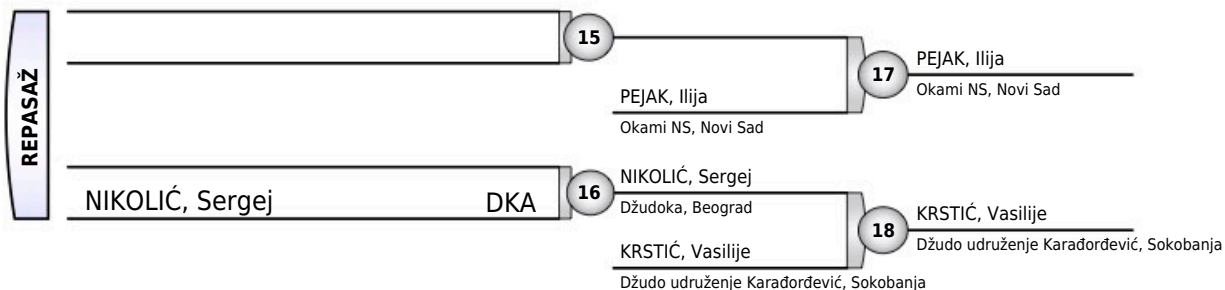 REPASAŽ
15
PEJAK, Ilija
Okami NS, Novi Sad
17
PEJAK, Ilija
Okami NS, Novi Sad
NIKOLIĆ, Sergej DKA
16
NIKOLIĆ, Sergej
Džudoka, Beograd
KRSTIĆ, Vasilije
Džudo udruženje Karađorđević, Sokobanja
18
KRSTIĆ, Vasilije
Džudo udruženje Karađorđević, Sokobanja